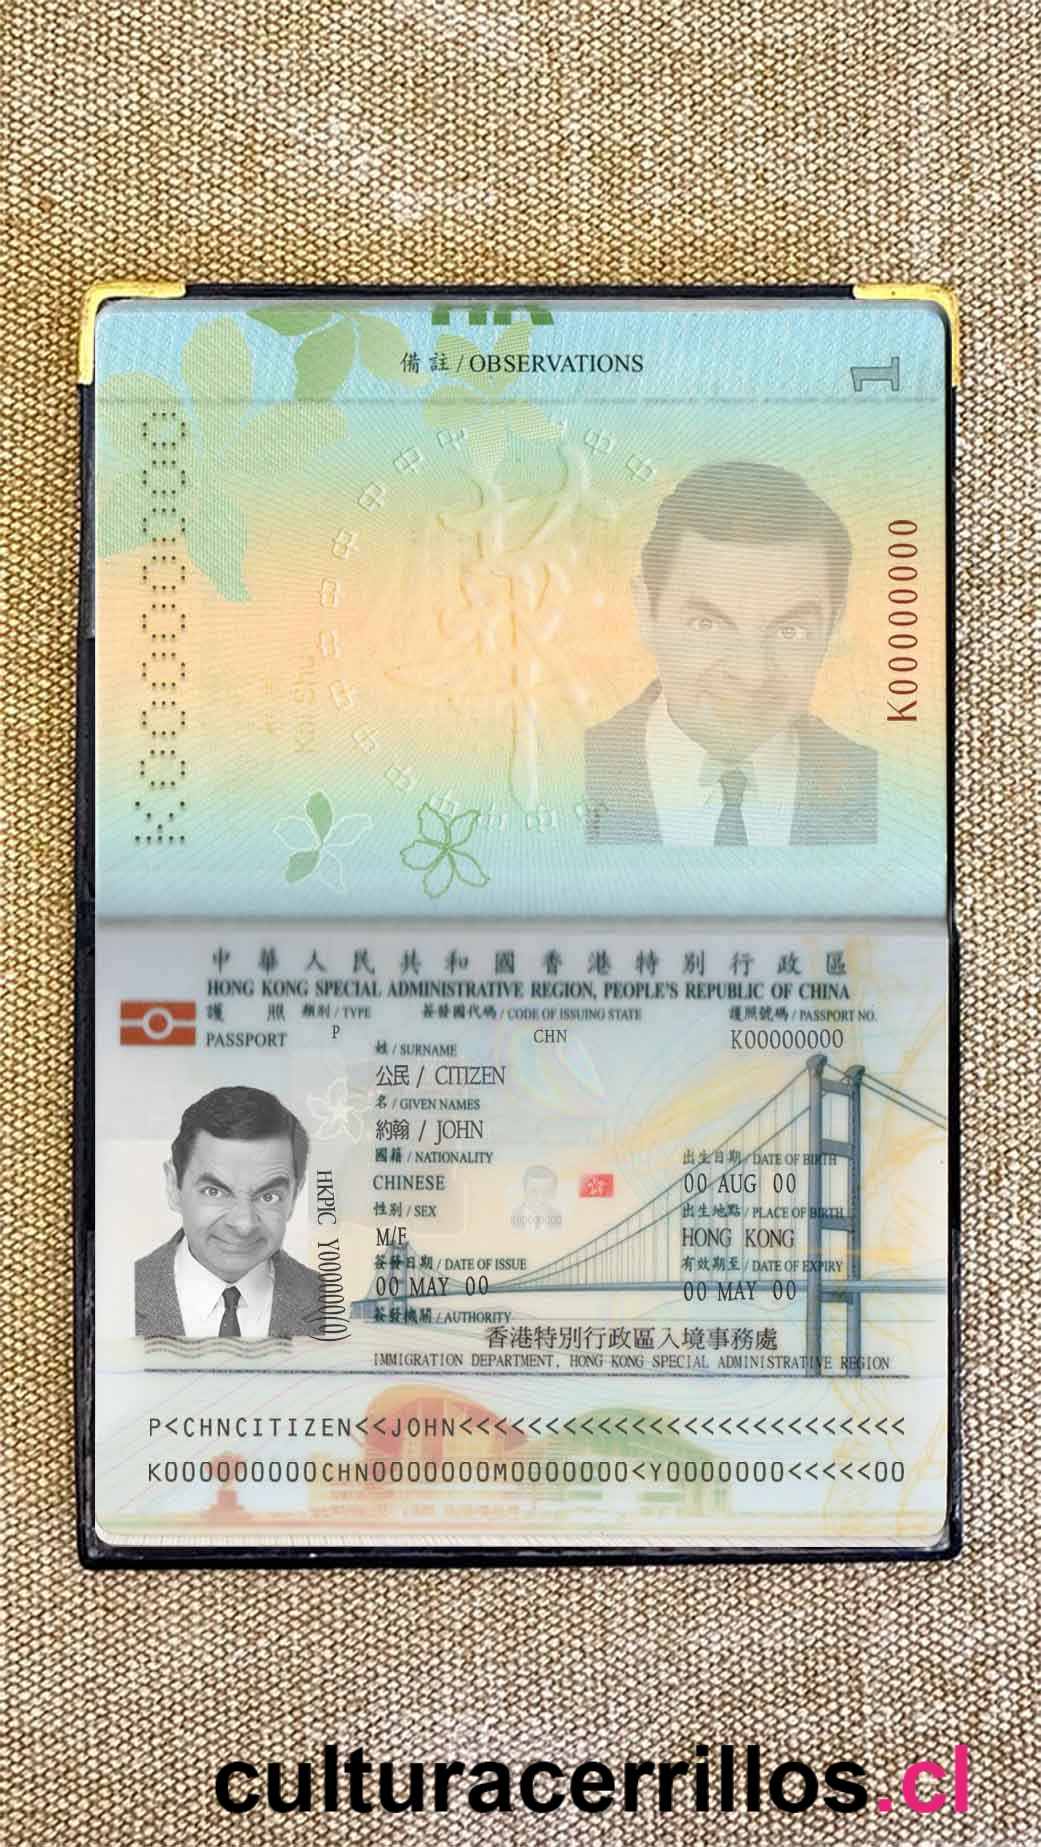 HK
備註 / OBSERVATIONS
1
K00000000
K00000000
Kai Shu
中華人民共和國香港特別行政區
HONG KONG SPECIAL ADMINISTRATIVE REGION, PEOPLE'S REPUBLIC OF CHINA
護照 類別 / TYPE 簽發國代碼 / CODE OF ISSUING STATE 護照號碼 / PASSPORT NO.
PASSPORT P CHN K00000000
姓 / SURNAME
公民 / CITIZEN
名 / GIVEN NAMES
約翰 / JOHN
國籍 / NATIONALITY 出生日期 / DATE OF BIRTH
CHINESE 00 AUG 00
性別 / SEX 出生地點 / PLACE OF BIRTH
M/F HONG KONG
簽發日期 / DATE OF ISSUE 有效期至 / DATE OF EXPIRY
00 MAY 00 00 MAY 00
簽發機關 / AUTHORITY
香港特別行政區入境事務處
IMMIGRATION DEPARTMENT, HONG KONG SPECIAL ADMINISTRATIVE REGION
HKPIC Y000000(0)
P<CHNCITIZEN<<JOHN<<<<<<<<<<<<<<<<<<<<<<<<<<
K000000000CHN0000000M0000000<Y0000000<<<<<00
culturacerrillos.cl